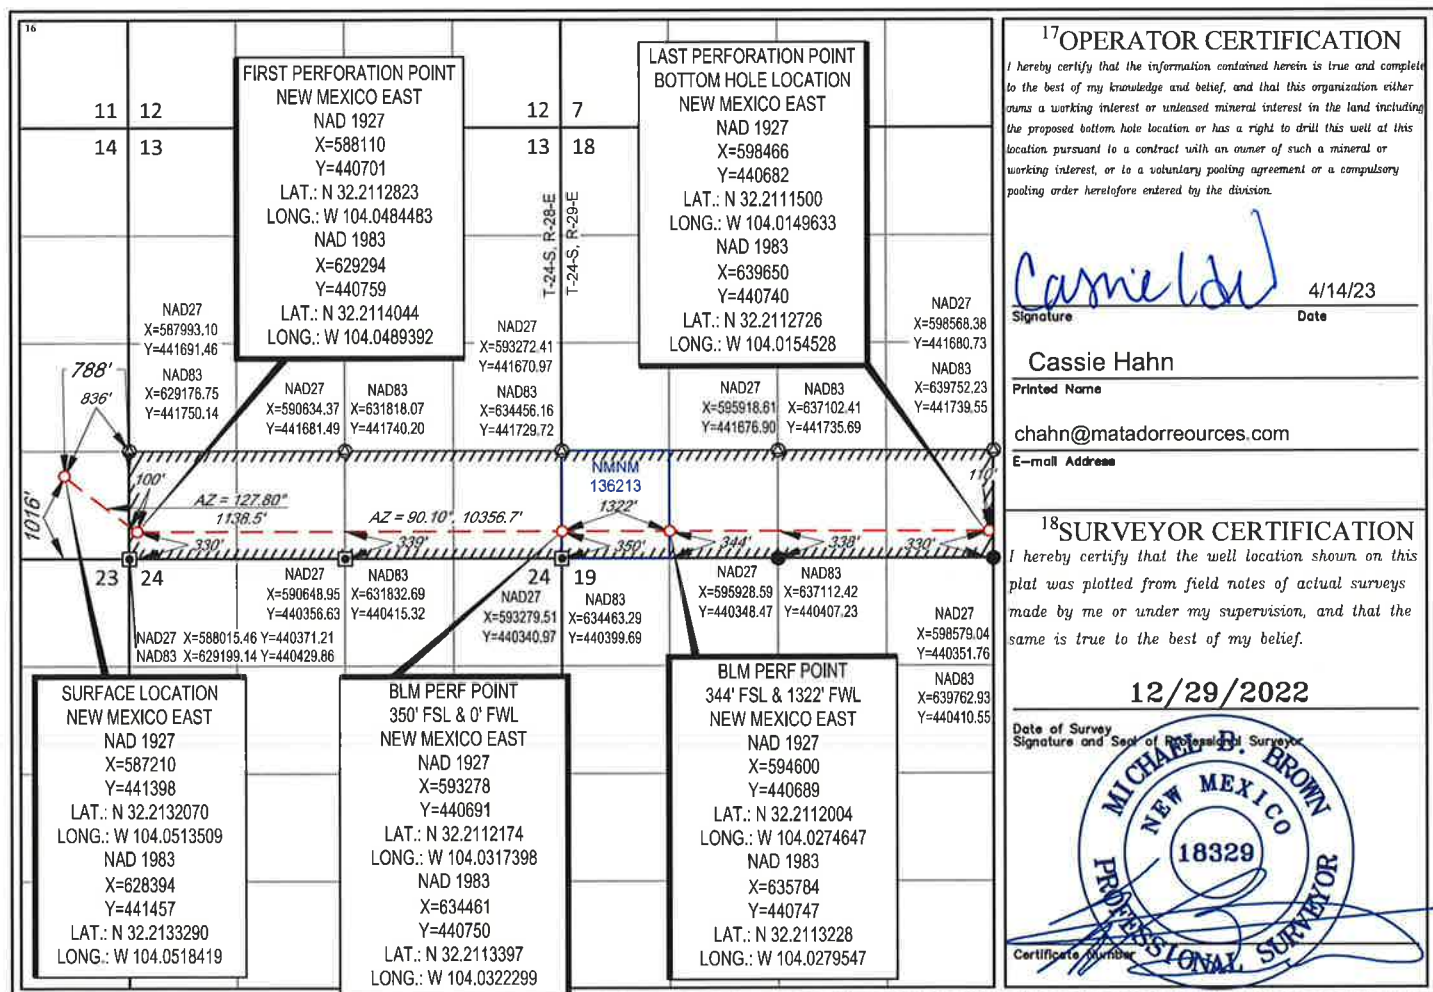 16
11 12
14 13
12 7
13 18
T-24-S, R-28-E
T-24-S, R-29-E
FIRST PERFORATION POINT
NEW MEXICO EAST
NAD 1927
X=588110
Y=440701
LAT.: N 32.2112823
LONG.: W 104.0484483
NAD 1983
X=629294
Y=440759
LAT.: N 32.2114044
LONG.: W 104.0489392
LAST PERFORATION POINT
BOTTOM HOLE LOCATION
NEW MEXICO EAST
NAD 1927
X=598466
Y=440682
LAT.: N 32.2111500
LONG.: W 104.0149633
NAD 1983
X=639650
Y=440740
LAT.: N 32.2112726
LONG.: W 104.0154528
NAD27
X=587993.10
Y=441691.46
NAD83
X=629176.75
Y=441750.14
NAD27
X=590634.37
Y=441681.49
NAD83
X=631818.07
Y=441740.20
NAD27
X=593272.41
Y=441670.97
NAD83
X=634456.16
Y=441729.72
NAD27
X=595918.61
Y=441676.90
NAD83
X=637102.41
Y=441735.69
NAD27
X=598568.38
Y=441680.73
NAD83
X=639752.23
Y=441739.55
788'
836'
1016'
100'
AZ = 127.80°
1138.5'
330'
AZ = 90.10°, 10356.7'
339'
NMNM
136213
1322'
350'
344'
338'
330'
110'
23 24
24 19
NAD27 X=588015.46 Y=440371.21
NAD83 X=629199.14 Y=440429.86
NAD27
X=590648.95
Y=440356.63
NAD83
X=631832.69
Y=440415.32
NAD27
X=593279.51
Y=440340.97
NAD83
X=634463.29
Y=440399.69
NAD27
X=595928.59
Y=440348.47
NAD83
X=637112.42
Y=440407.23
NAD27
X=598579.04
Y=440351.76
NAD83
X=639762.93
Y=440410.55
SURFACE LOCATION
NEW MEXICO EAST
NAD 1927
X=587210
Y=441398
LAT.: N 32.2132070
LONG.: W 104.0513509
NAD 1983
X=628394
Y=441457
LAT.: N 32.2133290
LONG.: W 104.0518419
BLM PERF POINT
350' FSL & 0' FWL
NEW MEXICO EAST
NAD 1927
X=593278
Y=440691
LAT.: N 32.2112174
LONG.: W 104.0317398
NAD 1983
X=634461
Y=440750
LAT.: N 32.2113397
LONG.: W 104.0322299
BLM PERF POINT
344' FSL & 1322' FWL
NEW MEXICO EAST
NAD 1927
X=594600
Y=440689
LAT.: N 32.2112004
LONG.: W 104.0274647
NAD 1983
X=635784
Y=440747
LAT.: N 32.2113228
LONG.: W 104.0279547
17OPERATOR CERTIFICATION
I hereby certify that the information contained herein is true and complete
to the best of my knowledge and belief, and that this organization either
owns a working interest or unleased mineral interest in the land including
the proposed bottom hole location or has a right to drill this well at this
location pursuant to a contract with an owner of such a mineral or
working interest, or to a voluntary pooling agreement or a compulsory
pooling order heretofore entered by the division.
4/14/23
Signature Date
Cassie Hahn
Printed Name
chahn@matadorreources.com
E-mail Address
18SURVEYOR CERTIFICATION
I hereby certify that the well location shown on this
plat was plotted from field notes of actual surveys
made by me or under my supervision, and that the
same is true to the best of my belief.
12/29/2022
Date of Survey
Signature and Seal of Professional Surveyor
MICHAEL B. BROWN
NEW MEXICO
18329
PROFESSIONAL SURVEYOR
Certificate Number